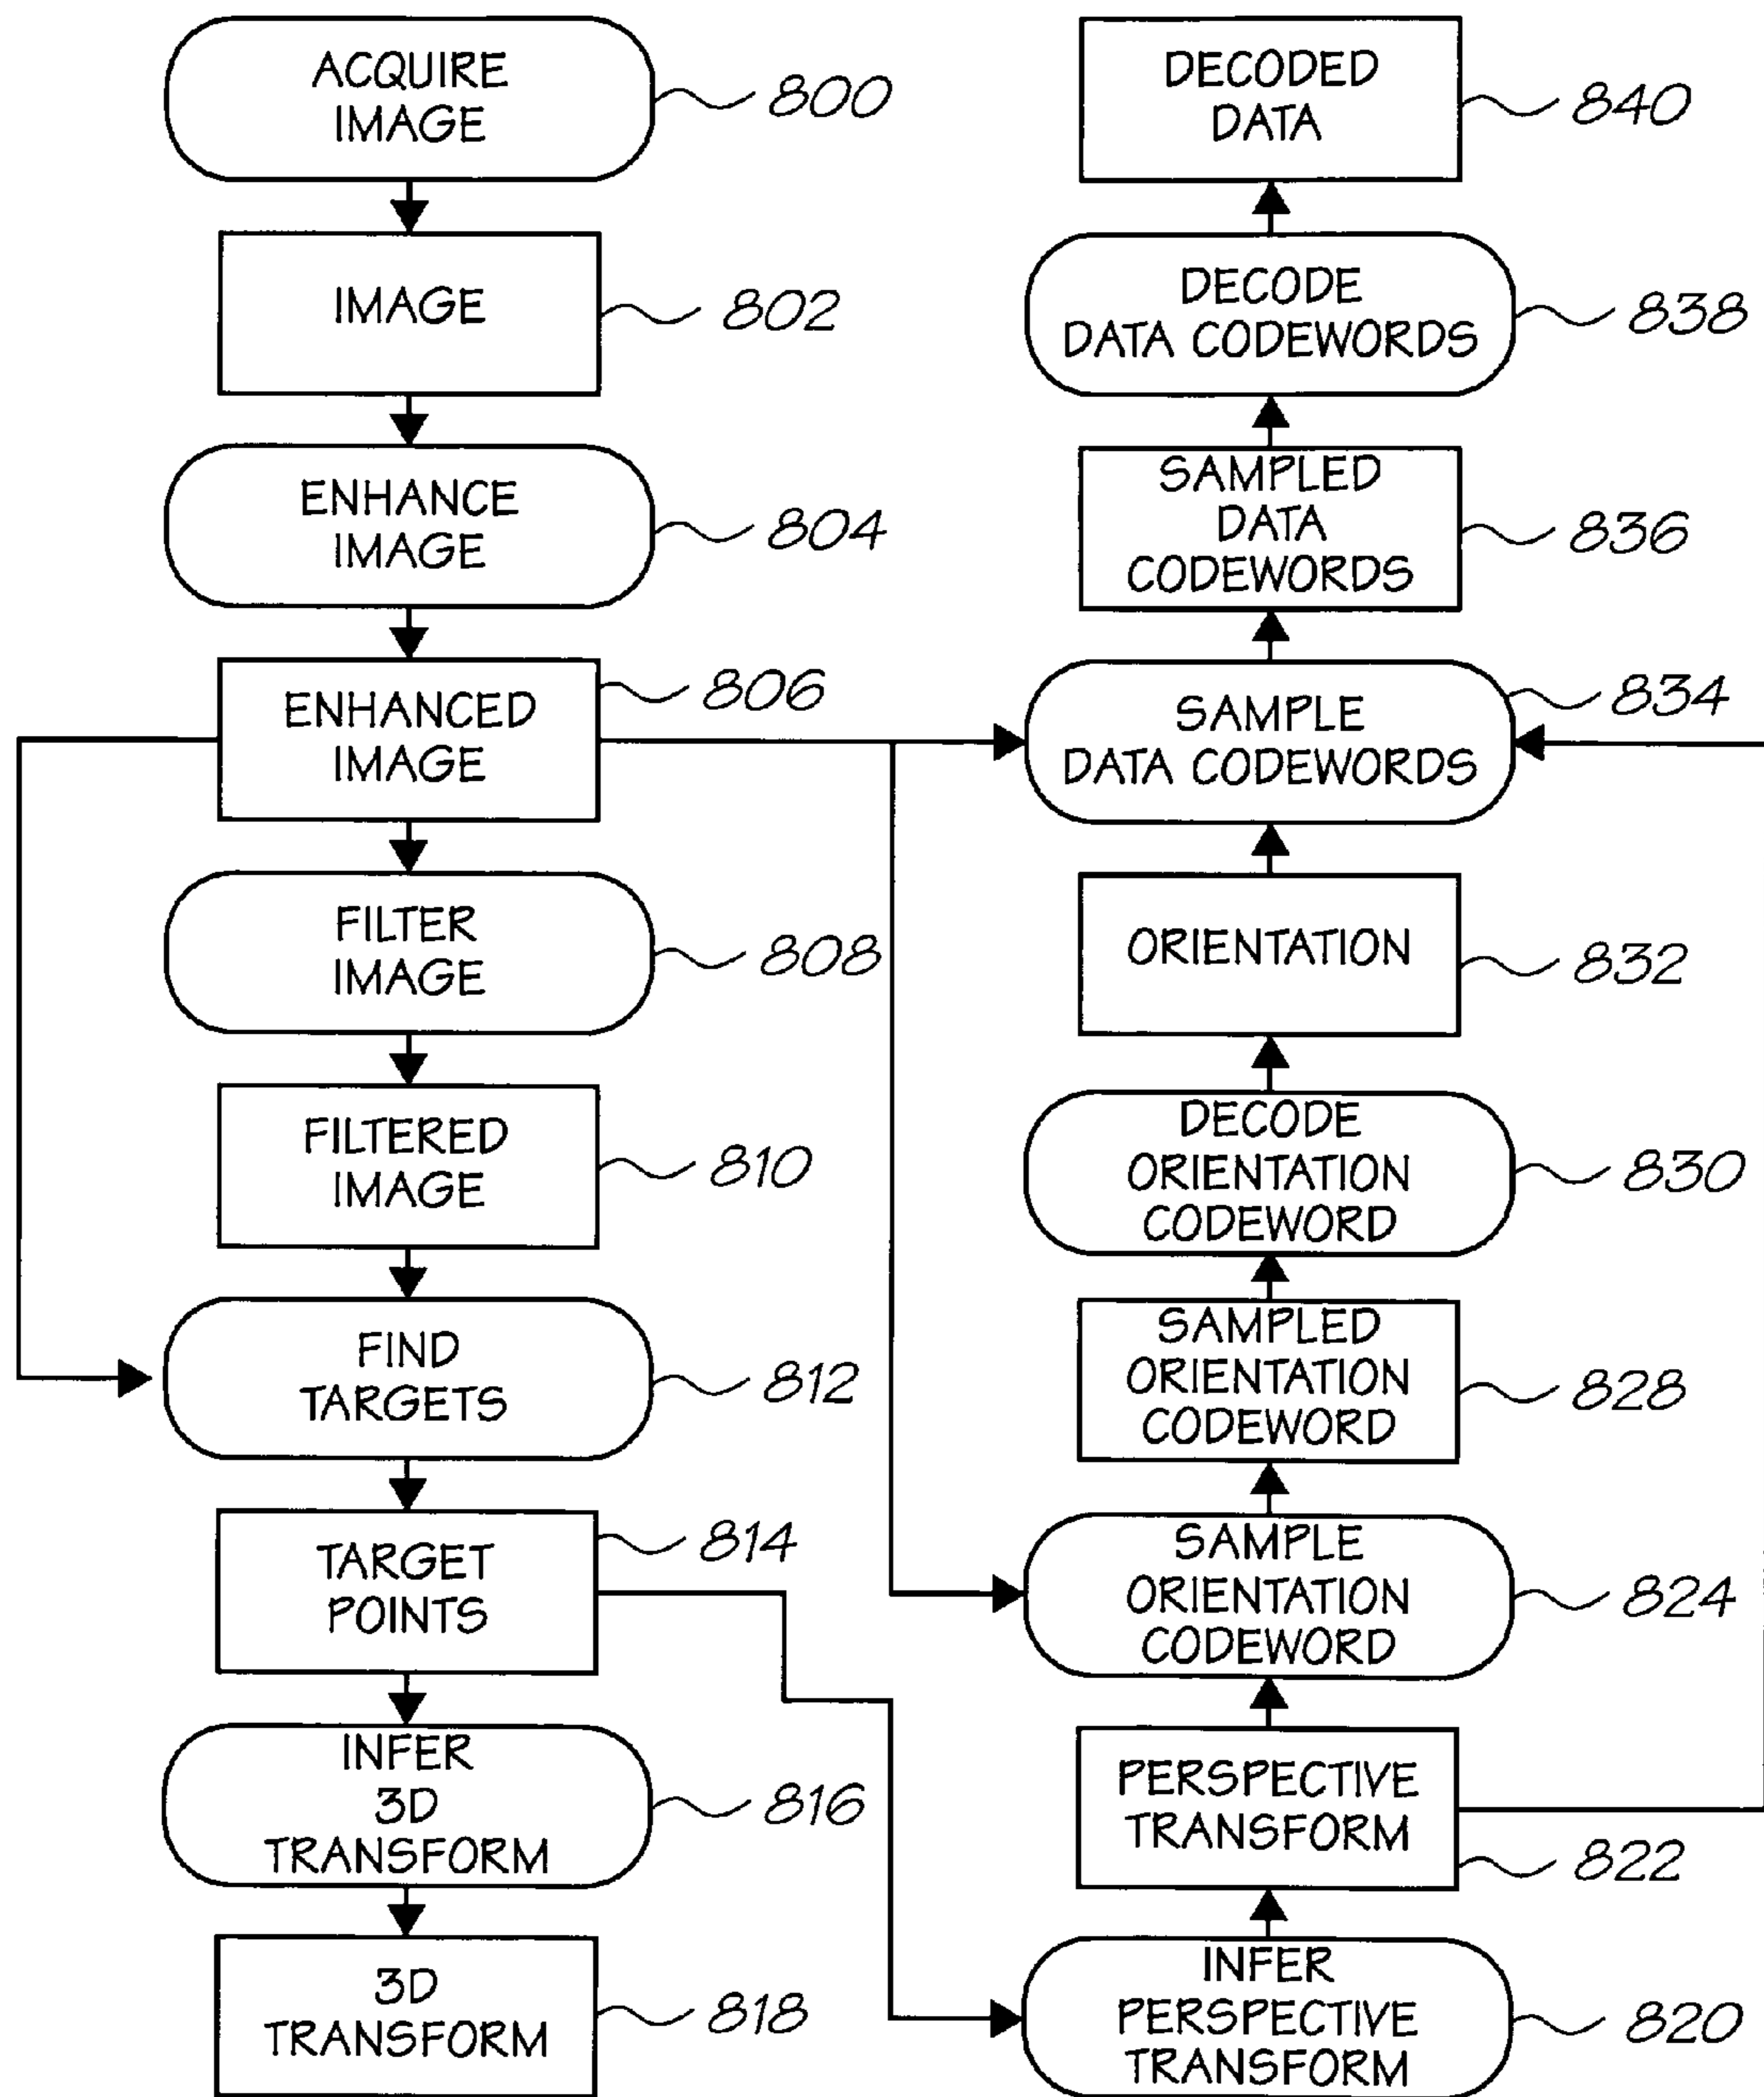 ACQUIRE
IMAGE
800
IMAGE
802
ENHANCE
IMAGE
804
ENHANCED
IMAGE
806
FILTER
IMAGE
808
FILTERED
IMAGE
810
FIND
TARGETS
812
TARGET
POINTS
814
INFER
3D
TRANSFORM
816
3D
TRANSFORM
818
DECODED
DATA
840
DECODE
DATA CODEWORDS
838
SAMPLED
DATA
CODEWORDS
836
SAMPLE
DATA CODEWORDS
834
ORIENTATION
832
DECODE
ORIENTATION
CODEWORD
830
SAMPLED
ORIENTATION
CODEWORD
828
SAMPLE
ORIENTATION
CODEWORD
824
PERSPECTIVE
TRANSFORM
822
INFER
PERSPECTIVE
TRANSFORM
820